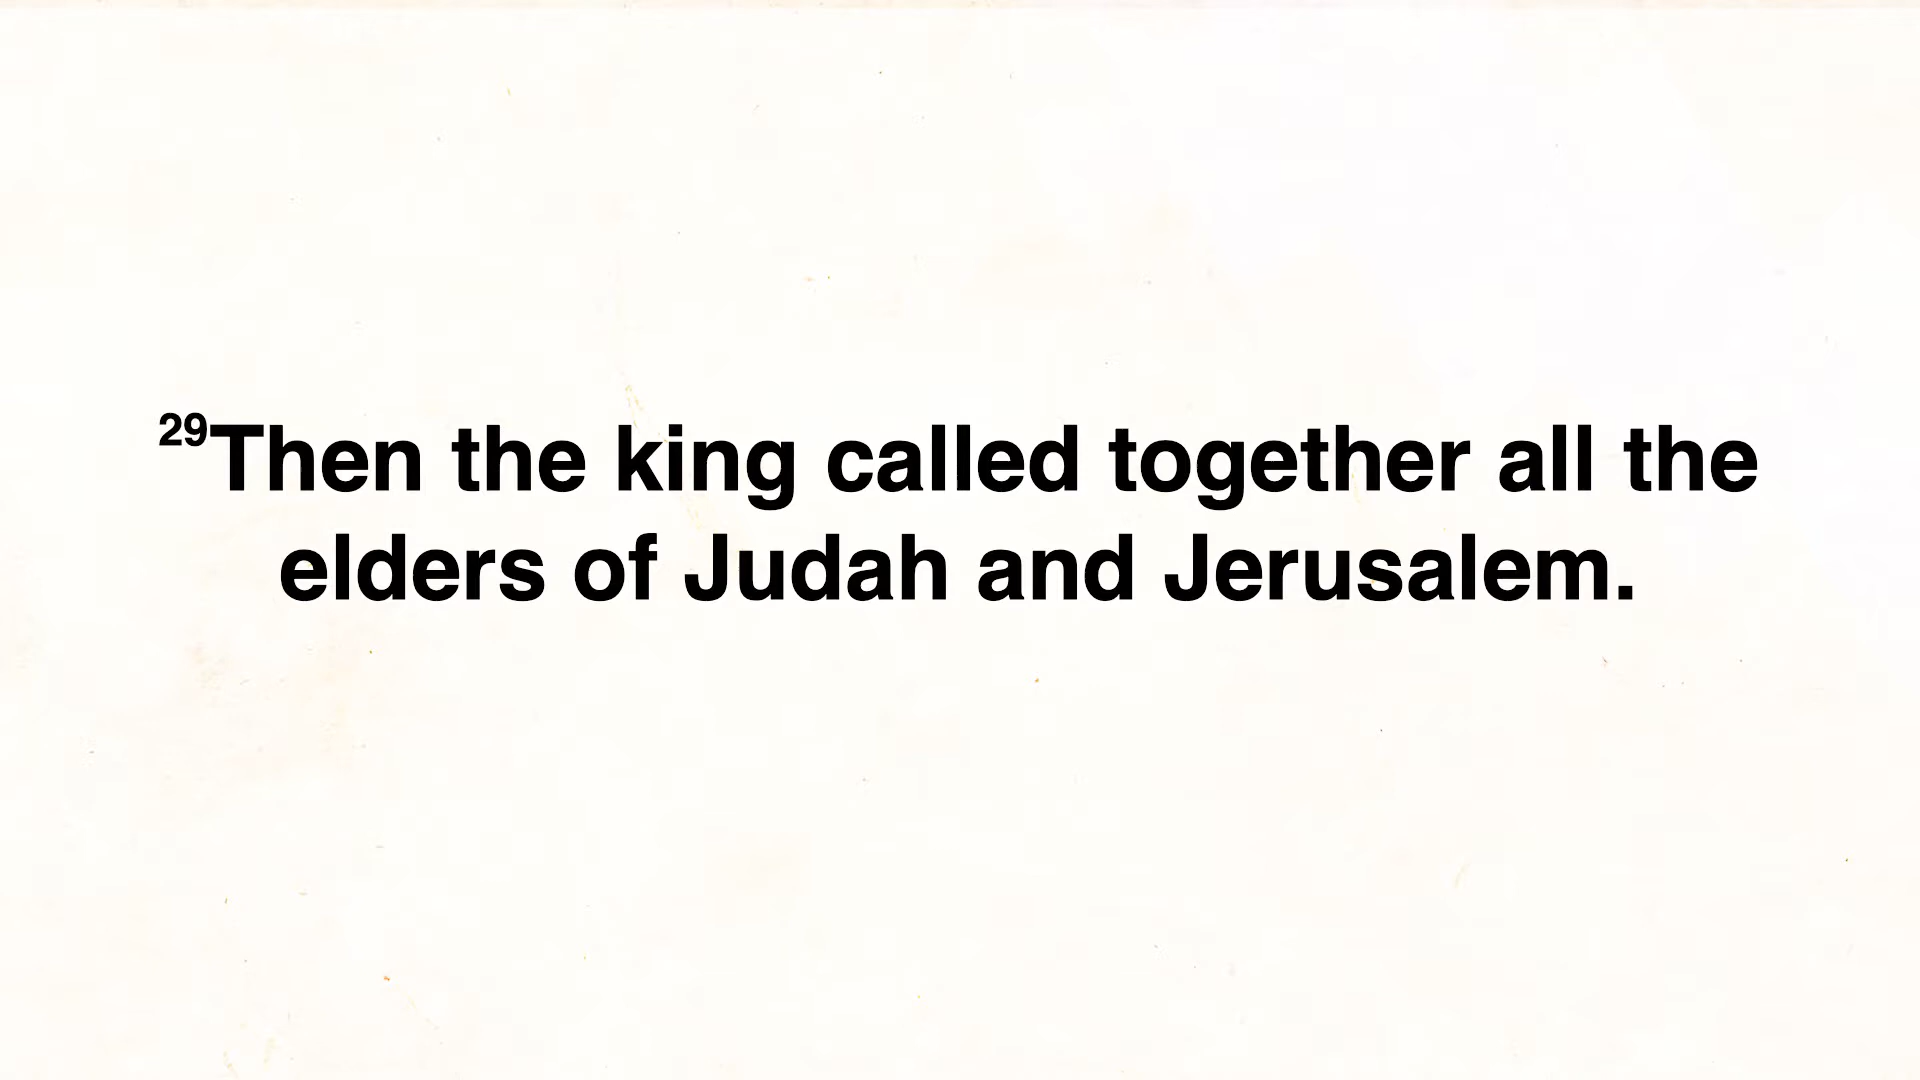 29Then the king called together all the
elders of Judah and Jerusalem.